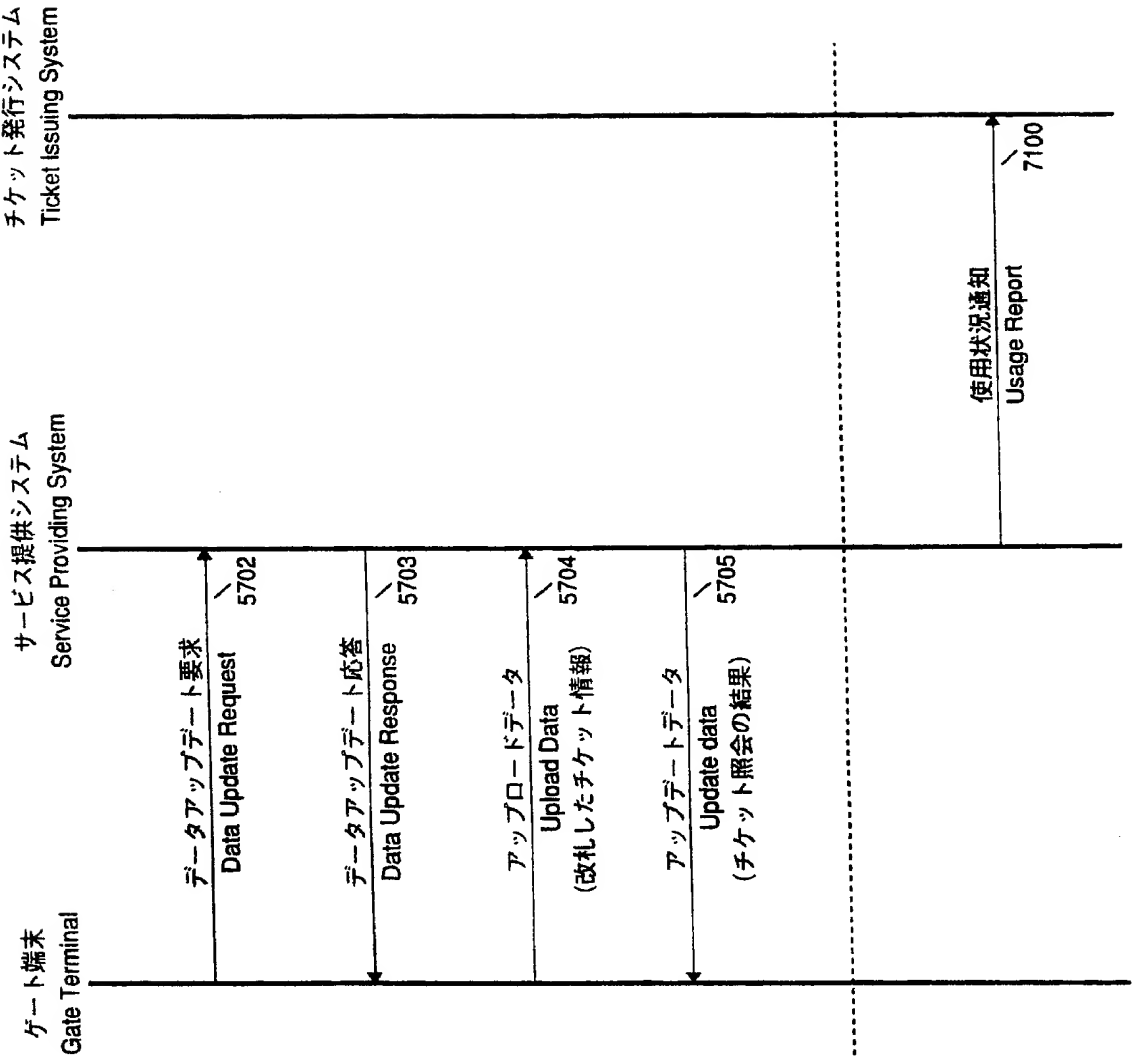 ゲート端末
Gate Terminal
サービス提供システム
Service Providing System
チケット発行システム
Ticket Issuing System
データアップデート要求
Data Update Request
5702
データアップデート応答
Data Update Response
5703
アップロードデータ
Upload Data
(改札したチケット情報)
5704
アップデートデータ
Update data
(チケット照会の結果)
5705
使用状況通知
Usage Report
7100